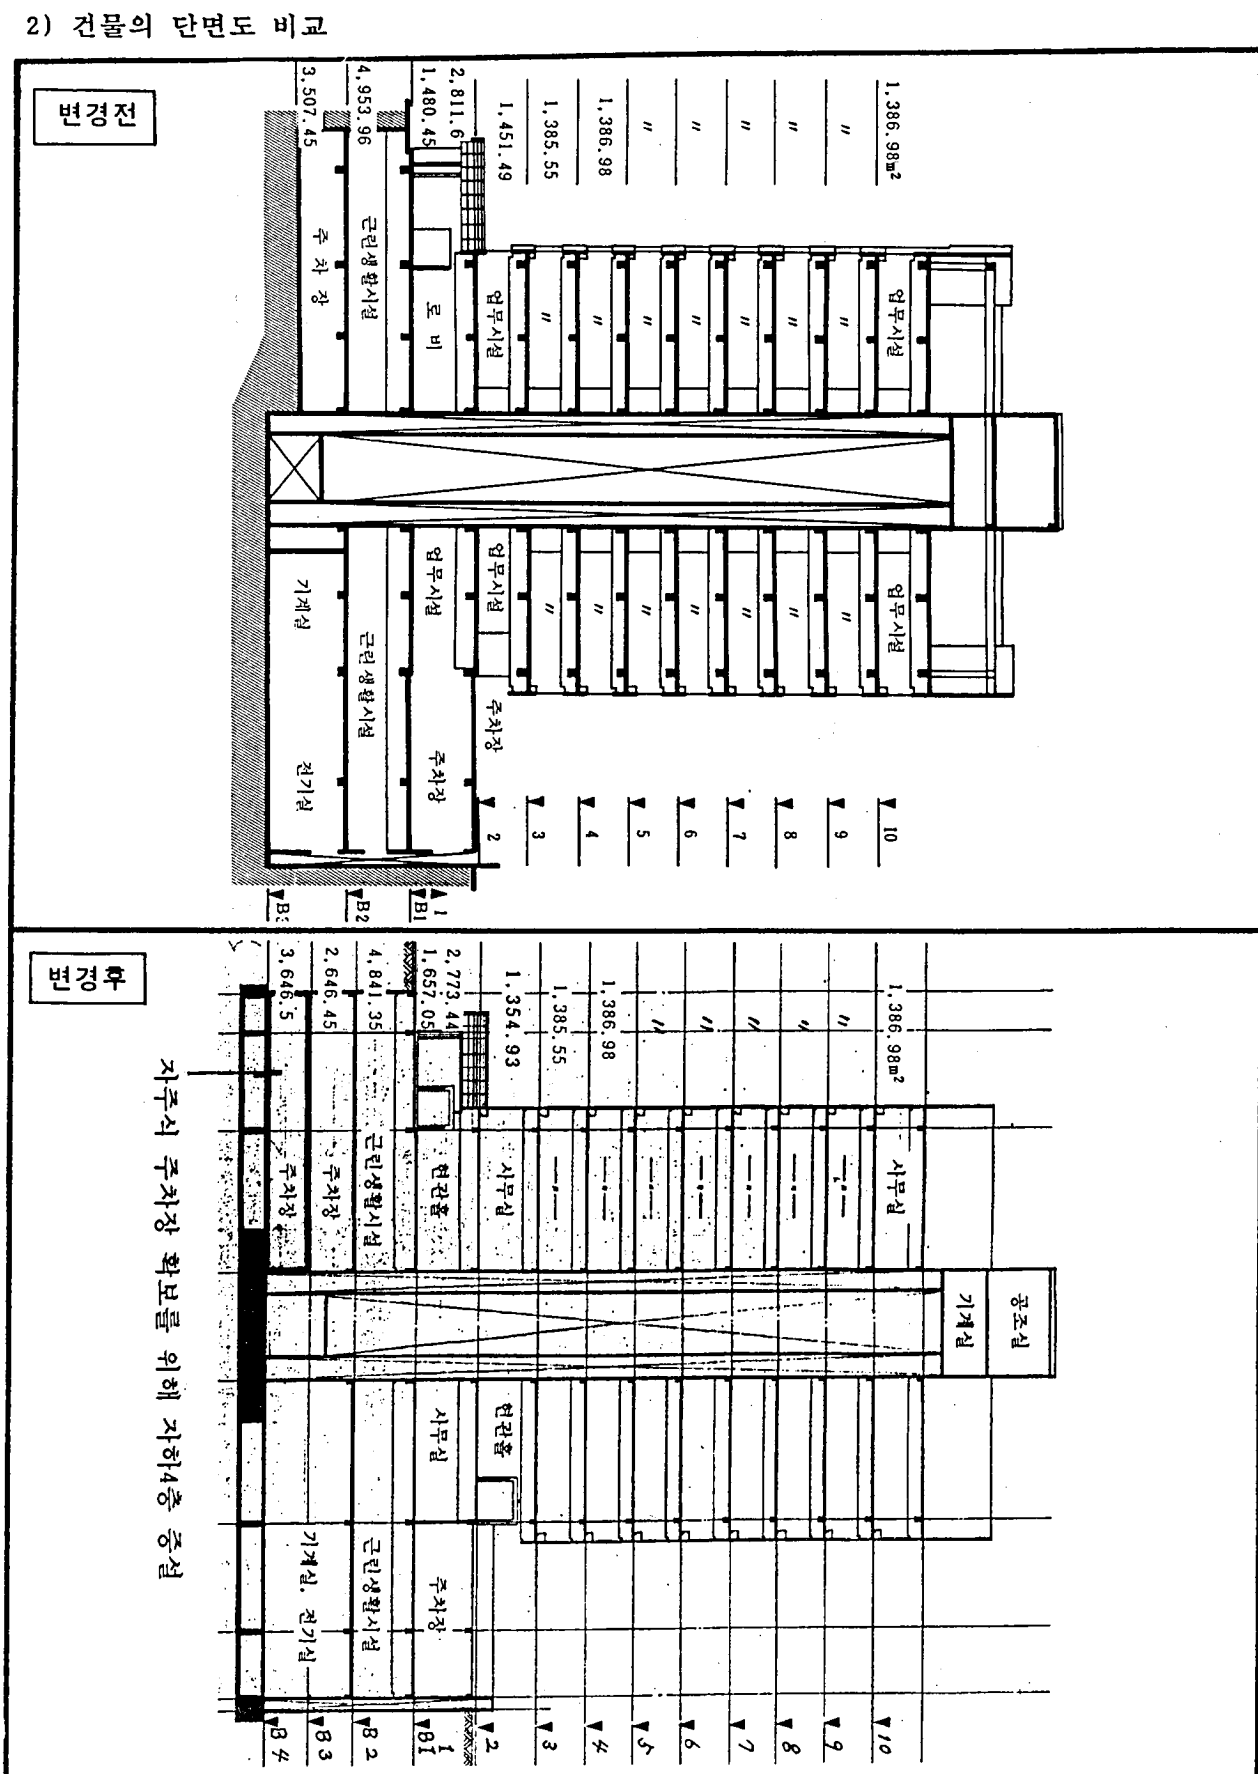 2) 건물의 단면도 비교
변경전
3,507.45
4,953.96
1,480.45
2,811.6
1,451.49
1,385.55
1,386.98
〃
〃
〃
〃
〃
1,386.98m²
주차장
근린생활시설
로비
업무시설
〃
〃
〃
〃
〃
〃
〃
업무시설
기계실
전기실
근린생활시설
업무시설
주차장
업무시설
주차장
〃
〃
〃
〃
〃
〃
〃
업무시설
B3
B2
B1
1
2
3
4
5
6
7
8
9
10
변경후
3,646.5
2,646.45
4,841.35
1,657.05
2,773.44
1,354.93
1,385.55
1,386.98
〃
〃
〃
〃
〃
1,386.98m²
주차장
주차장
근린생활시설
현관홀
사무실
사무실
기계실
공조실
사무실
현관홀
기계실, 전기실
근린생활시설
주차장
자주식 주차장 확보를 위해 지하4층 증설
B4
B3
B2
B1
1
2
3
4
5
6
7
8
9
10